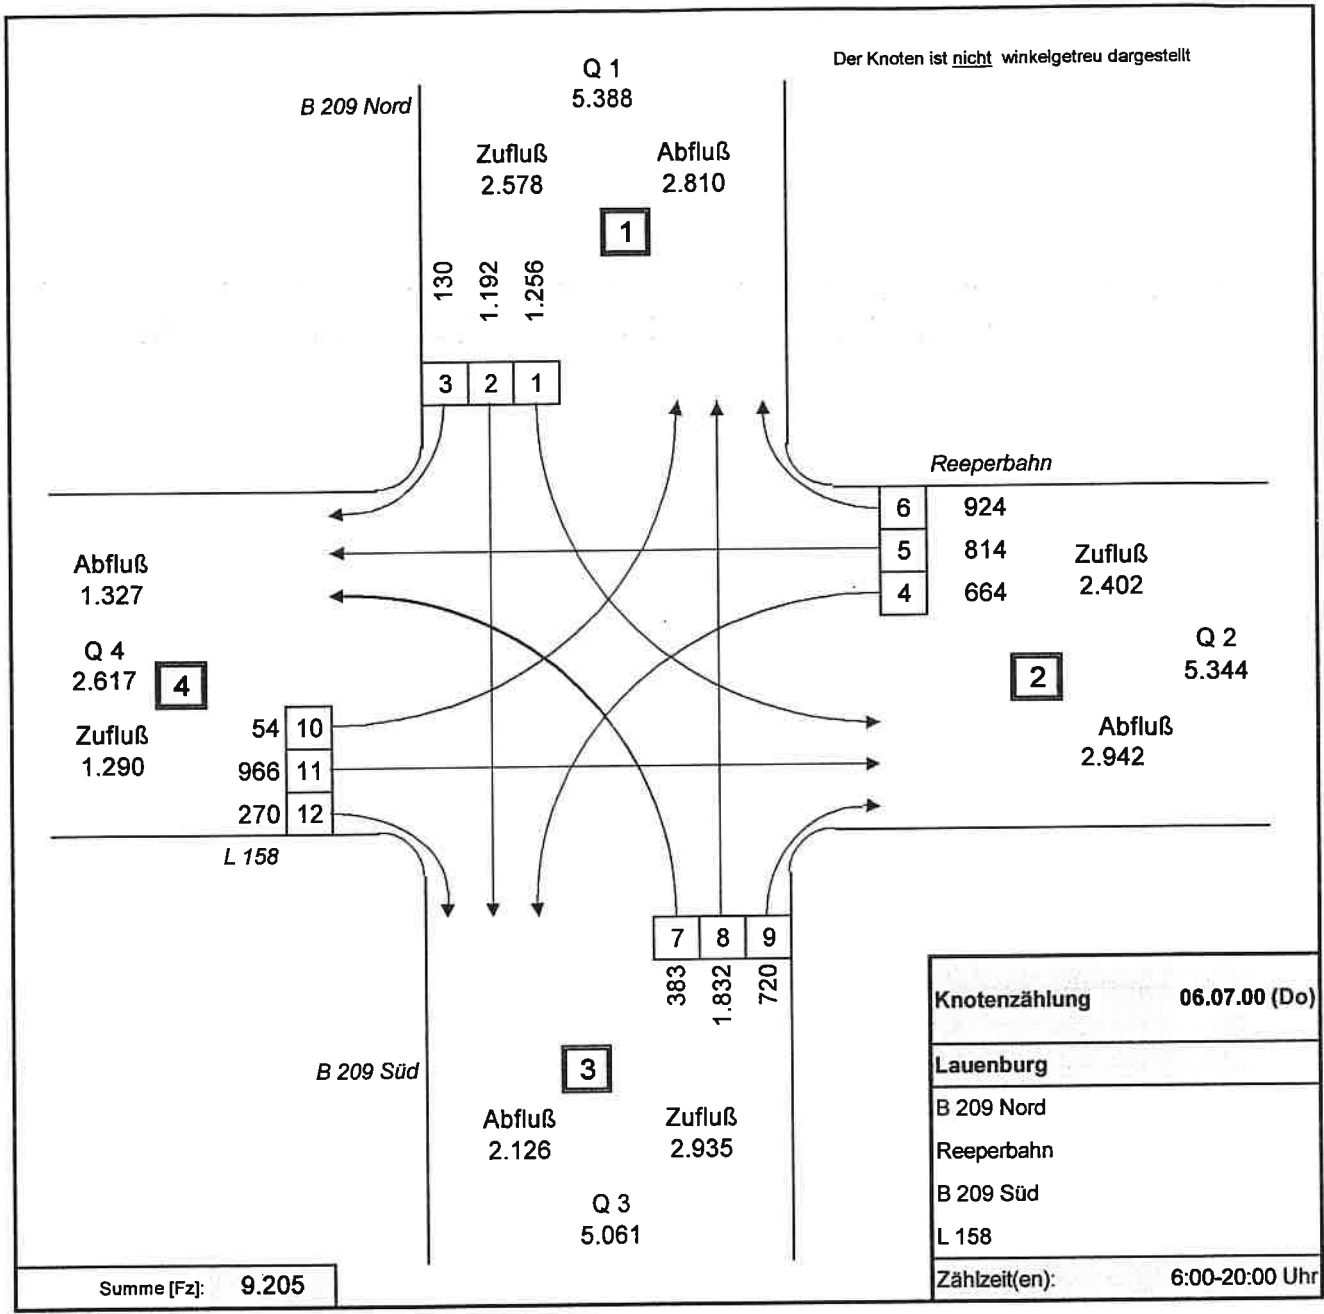 Der Knoten ist nicht winkelgetreu dargestellt
Q 1
5.388
B 209 Nord
Zufluß
2.578
Abfluß
2.810
1
130
1.192
1.256
3 2 1
Reeperbahn
6 924
5 814
4 664
Zufluß
2.402
Q 2
5.344
2
Abfluß
2.942
Abfluß
1.327
Q 4
2.617
4
Zufluß
1.290
54 10
966 11
270 12
L 158
7 8 9
383
1.832
720
B 209 Süd
3
Abfluß
2.126
Zufluß
2.935
Q 3
5.061
Knotenzählung 06.07.00 (Do)
Lauenburg
B 209 Nord
Reeperbahn
B 209 Süd
L 158
Zählzeit(en): 6:00-20:00 Uhr
Summe [Fz]: 9.205